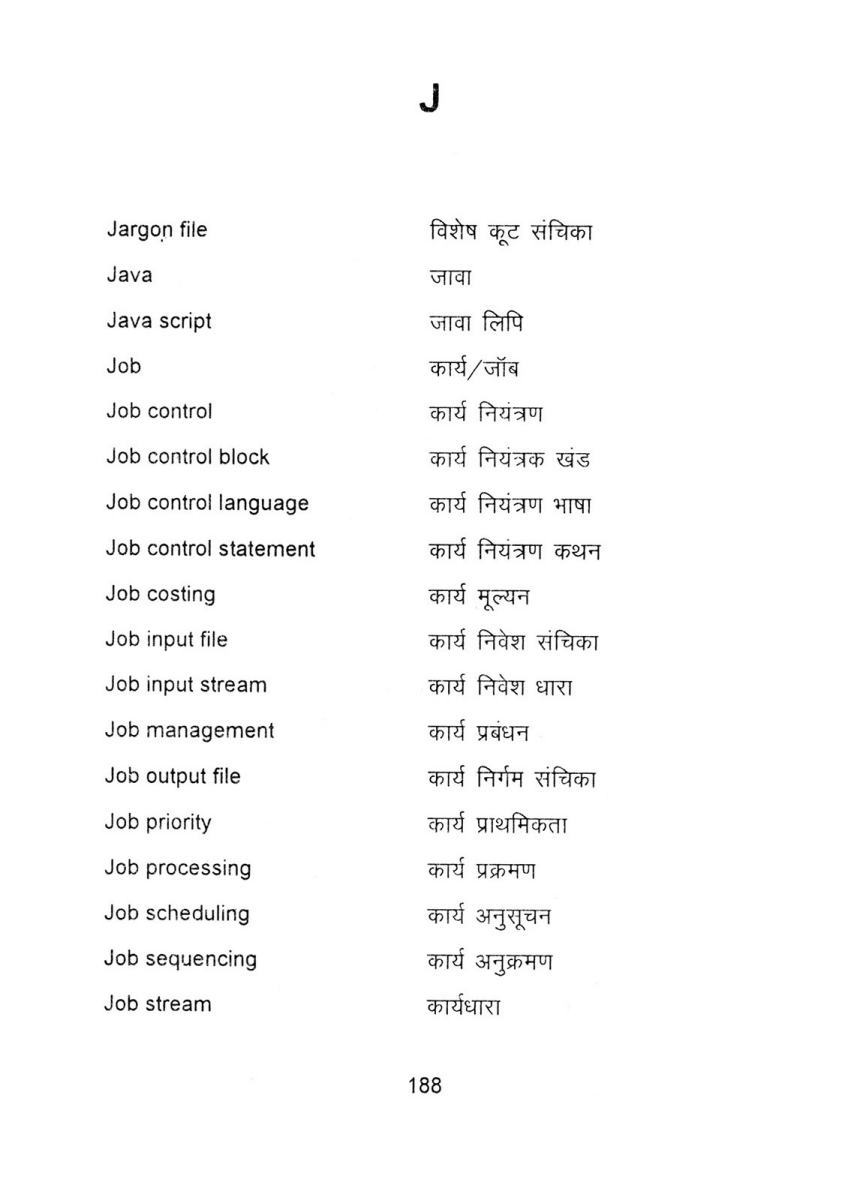 J
Jargon file विशेष कूट संचिका
Java जावा
Java script जावा लिपि
Job कार्य/जॉब
Job control कार्य नियंत्रण
Job control block कार्य नियंत्रक खंड
Job control language कार्य नियंत्रण भाषा
Job control statement कार्य नियंत्रण कथन
Job costing कार्य मूल्यन
Job input file कार्य निवेश संचिका
Job input stream कार्य निवेश धारा
Job management कार्य प्रबंधन
Job output file कार्य निर्गम संचिका
Job priority कार्य प्राथमिकता
Job processing कार्य प्रक्रमण
Job scheduling कार्य अनुसूचन
Job sequencing कार्य अनुक्रमण
Job stream कार्यधारा
188